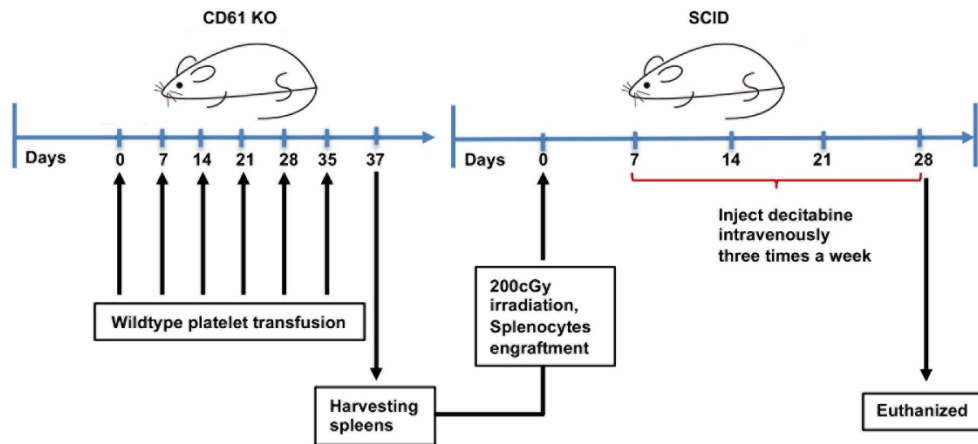 CD61 KO
SCID
Days 0 7 14 21 28 35 37
Days 0 7 14 21 28
Wildtype platelet transfusion
Harvesting
spleens
200cGy
irradiation,
Splenocytes
engraftment
Inject decitabine
intravenously
three times a week
Euthanized